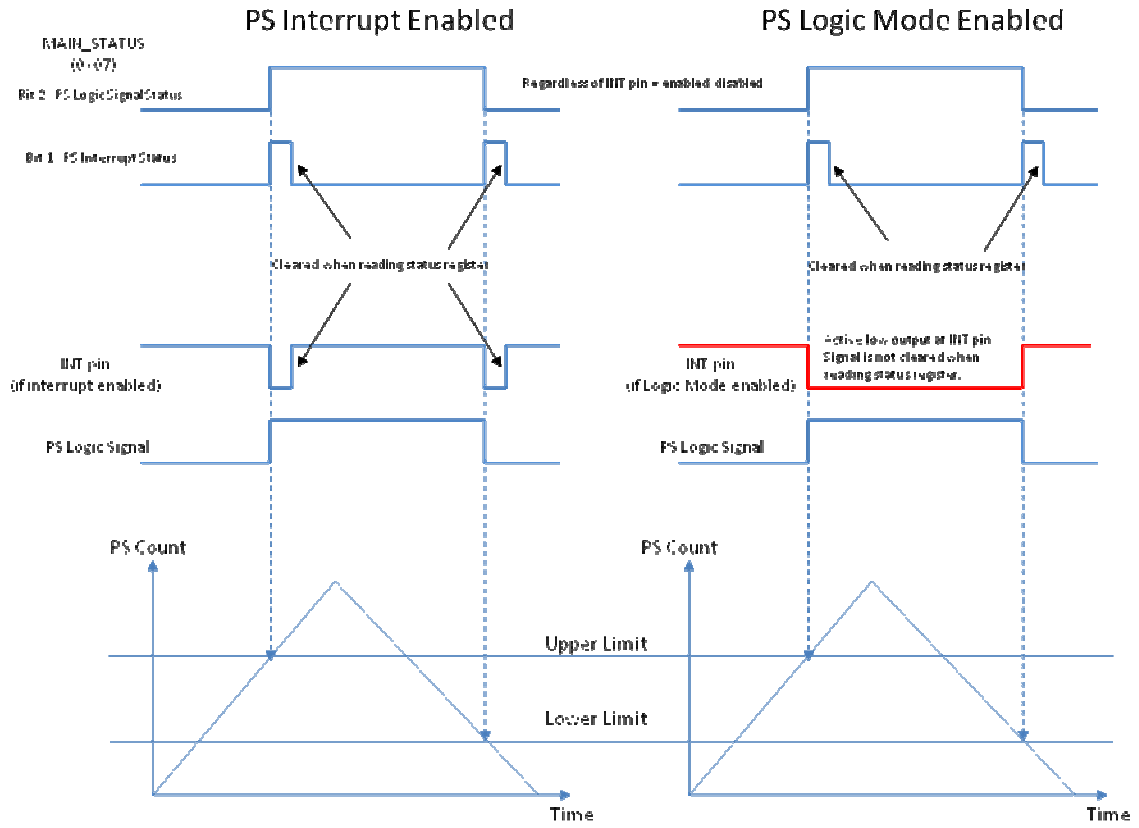 PS Interrupt Enabled
PS Logic Mode Enabled
MAIN_STATUS
(0x07)
Bit 2 PS Logic Signal Status
Regardless of INT pin enabled disabled
Bit 1 PS Interrupt Status
Cleared when reading status register
Cleared when reading status register
INT pin
(if interrupt enabled)
INT pin
(if Logic Mode enabled)
Active low output at INT pin
Signal is not cleared when
reading status register.
PS Logic Signal
PS Logic Signal
PS Count
PS Count
Upper Limit
Lower Limit
Time
Time